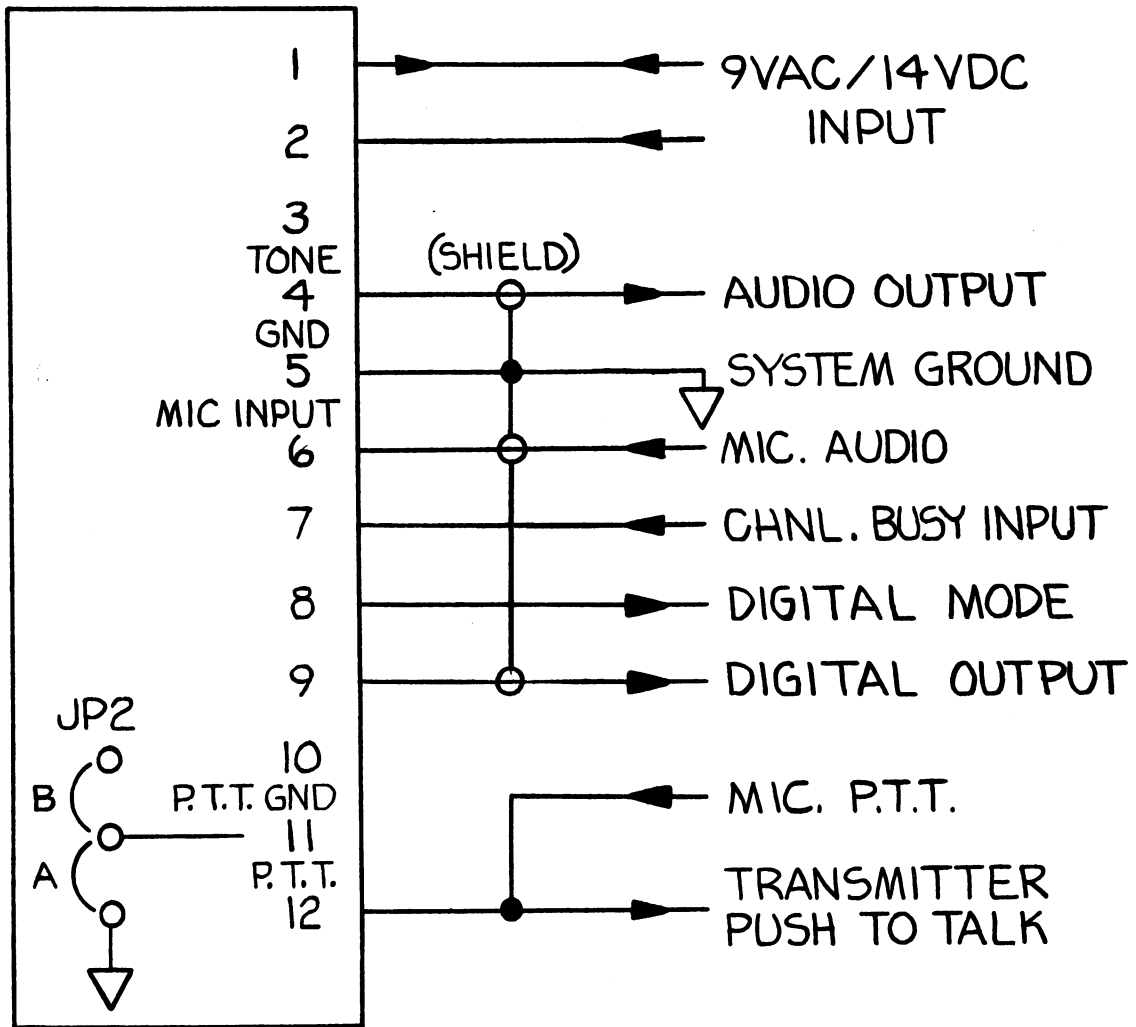 1
9VAC/14VDC
INPUT
2
3
TONE
(SHIELD)
4
AUDIO OUTPUT
GND
5
SYSTEM GROUND
MIC INPUT
6
MIC. AUDIO
7
CHNL. BUSY INPUT
8
DIGITAL MODE
9
DIGITAL OUTPUT
JP2
10
B
P.T.T. GND
MIC. P.T.T.
11
A
P.T.T.
12
TRANSMITTER
PUSH TO TALK